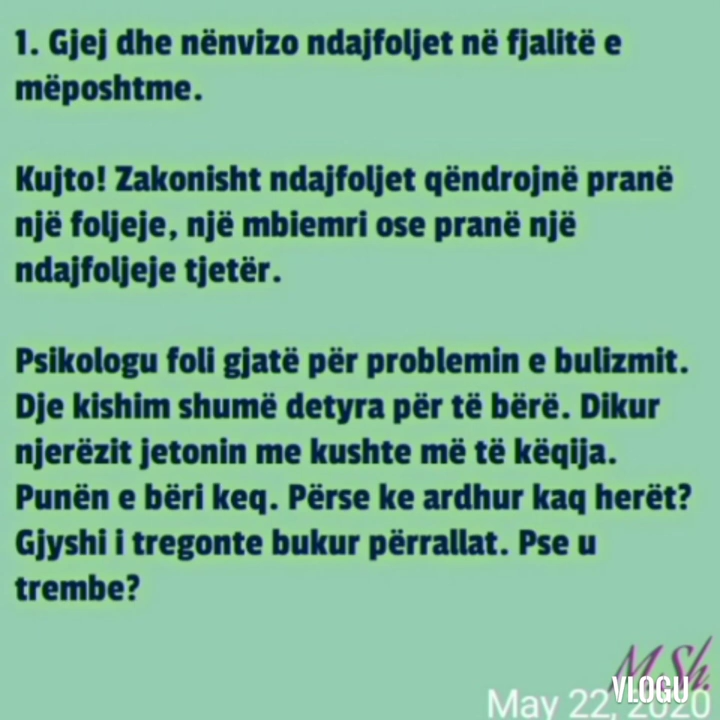 1. Gjej dhe nënvizo ndajfoljet në fjalitë e
mëposhtme.
Kujto! Zakonisht ndajfoljet qëndrojnë pranë
një foljeje, një mbiemri ose pranë një
ndajfoljeje tjetër.
Psikologu foli gjatë për problemin e bulizmit.
Dje kishim shumë detyra për të bërë. Dikur
njerëzit jetonin me kushte më të këqija.
Punën e bëri keq. Përse ke ardhur kaq herët?
Gjyshi i tregonte bukur përrallat. Pse u
trembe?
M.Sh.
VLOGU
May 22, 2020